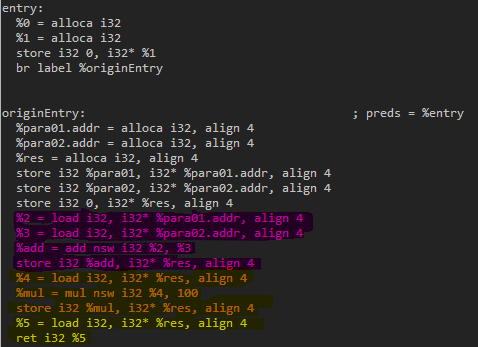 entry:
%0 = alloca i32
%1 = alloca i32
store i32 0, i32* %1
br label %originEntry
originEntry: ; preds = %entry
%para01.addr = alloca i32, align 4
%para02.addr = alloca i32, align 4
%res = alloca i32, align 4
store i32 %para01, i32* %para01.addr, align 4
store i32 %para02, i32* %para02.addr, align 4
store i32 0, i32* %res, align 4
%2 = load i32, i32* %para01.addr, align 4
%3 = load i32, i32* %para02.addr, align 4
%add = add nsw i32 %2, %3
store i32 %add, i32* %res, align 4
%4 = load i32, i32* %res, align 4
%mul = mul nsw i32 %4, 100
store i32 %mul, i32* %res, align 4
%5 = load i32, i32* %res, align 4
ret i32 %5